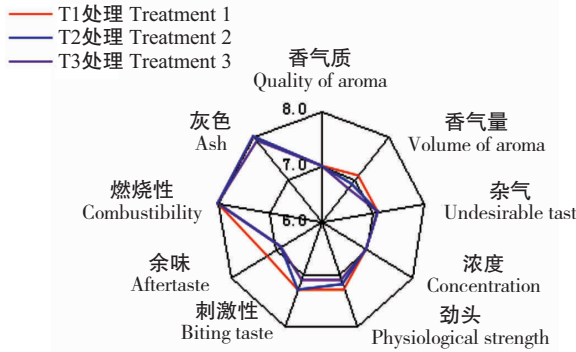 T1处理 Treatment 1
T2处理 Treatment 2
T3处理 Treatment 3
香气质
Quality of aroma
8.0
香气量
Volume of aroma
灰色
Ash
7.0
燃烧性
Combustibility
杂气
Undesirable tast
6.0
余味
Aftertaste
浓度
Concentration
刺激性
Biting taste
劲头
Physiological strength